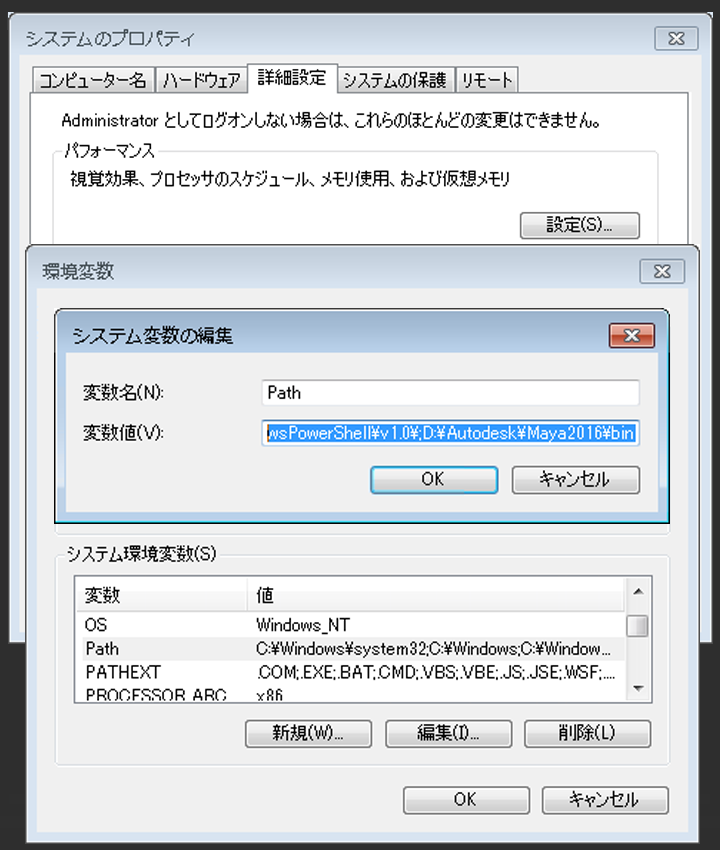 システムのプロパティ
コンピューター名 ハードウェア 詳細設定 システムの保護 リモート
Administrator としてログオンしない場合は、これらのほとんどの変更はできません。
パフォーマンス
視覚効果、プロセッサのスケジュール、メモリ使用、および仮想メモリ
設定(S)...
環境変数
システム変数の編集
変数名(N): Path
変数値(V): wsPowerShell¥v1.0¥;D:¥Autodesk¥Maya2016¥bin
OK キャンセル
システム環境変数(S)
変数 値
OS Windows_NT
Path C:¥Windows¥system32;C:¥Windows;C:¥Window...
PATHEXT .COM;.EXE;.BAT;.CMD;.VBS;.VBE;.JS;.JSE;.WSF;....
PROCESSOR_ARC x86
新規(W)... 編集(I)... 削除(L)
OK キャンセル